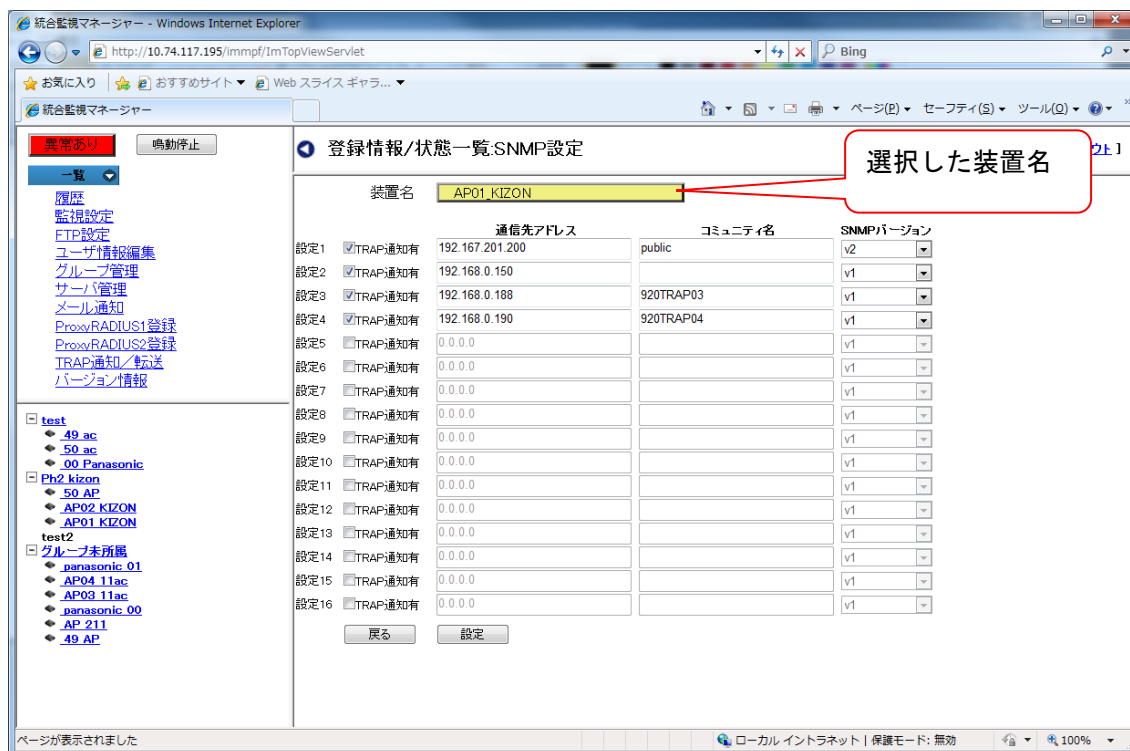 統合監視マネージャー - Windows Internet Explorer
http://10.74.117.195/immpf/ImTopViewServlet
Bing
お気に入り
おすすめサイト
Web スライス ギャラ...
統合監視マネージャー
ページ(P)
セーフティ(S)
ツール(O)
異常あり
鳴動停止
一覧
履歴
監視設定
FTP設定
ユーザ情報編集
グループ管理
サーバ管理
メール通知
ProxyRADIUS1登録
ProxyRADIUS2登録
TRAP通知/転送
バージョン情報
test
49 ac
50 ac
00 Panasonic
Ph2 kizon
50 AP
AP02 KIZON
AP01 KIZON
test2
グループ未所属
panasonic 01
AP04 11ac
AP03 11ac
panasonic 00
AP 211
49 AP
登録情報/状態一覧:SNMP設定
ウト ]
選択した装置名
装置名 AP01_KIZON
通信先アドレス コミュニティ名 SNMPバージョン
設定1 TRAP通知有 192.167.201.200 public v2
設定2 TRAP通知有 192.168.0.150 v1
設定3 TRAP通知有 192.168.0.188 920TRAP03 v1
設定4 TRAP通知有 192.168.0.190 920TRAP04 v1
設定5 TRAP通知有 0.0.0.0 v1
設定6 TRAP通知有 0.0.0.0 v1
設定7 TRAP通知有 0.0.0.0 v1
設定8 TRAP通知有 0.0.0.0 v1
設定9 TRAP通知有 0.0.0.0 v1
設定10 TRAP通知有 0.0.0.0 v1
設定11 TRAP通知有 0.0.0.0 v1
設定12 TRAP通知有 0.0.0.0 v1
設定13 TRAP通知有 0.0.0.0 v1
設定14 TRAP通知有 0.0.0.0 v1
設定15 TRAP通知有 0.0.0.0 v1
設定16 TRAP通知有 0.0.0.0 v1
戻る 設定
ページが表示されました
ローカル イントラネット | 保護モード: 無効
100%